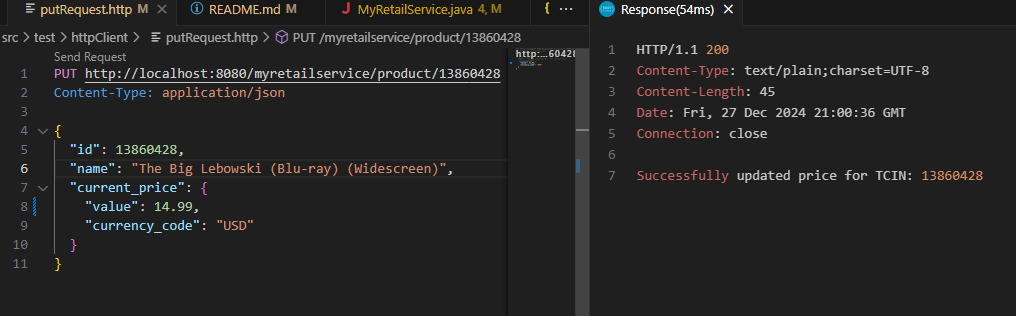 putRequest.http M
README.md M
MyRetailService.java 4, M
{ ...
src > test > httpClient > putRequest.http > PUT /myretailservice/product/13860428
Send Request
1 PUT http://localhost:8080/myretailservice/product/13860428
2 Content-Type: application/json
3
4 {
5 "id": 13860428,
6 "name": "The Big Lebowski (Blu-ray) (Widescreen)",
7 "current_price": {
8 "value": 14.99,
9 "currency_code": "USD"
10 }
11 }
http:...60428
Response(54ms)
1 HTTP/1.1 200
2 Content-Type: text/plain;charset=UTF-8
3 Content-Length: 45
4 Date: Fri, 27 Dec 2024 21:00:36 GMT
5 Connection: close
6
7 Successfully updated price for TCIN: 13860428